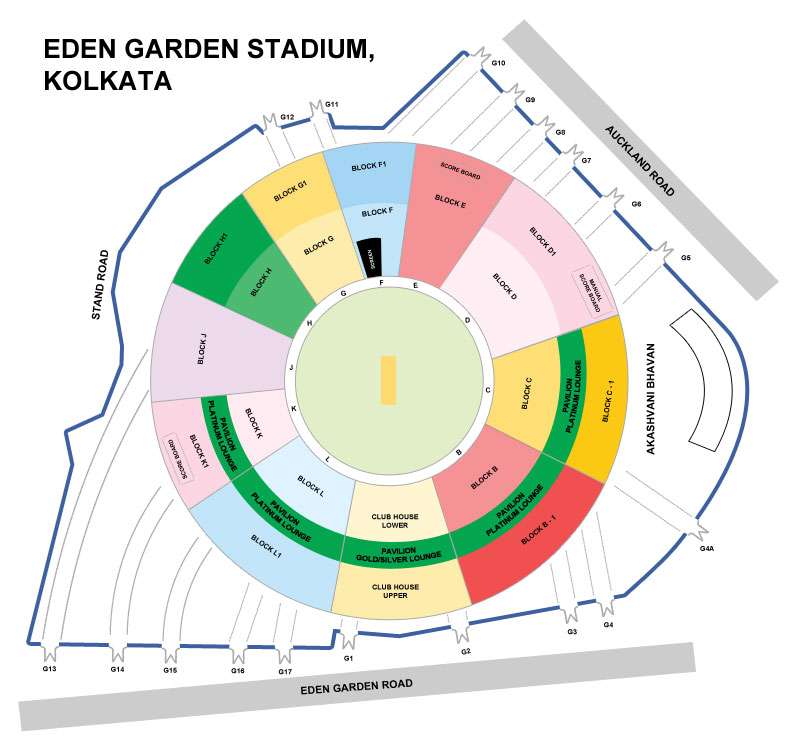 EDEN GARDEN STADIUM,
KOLKATA
G10
G9
G8
G7
G6
G5
G12
G11
AUCKLAND ROAD
STAND ROAD
AKASHVANI BHAVAN
BLOCK F1
BLOCK F
SCREEN
SCORE BOARD
BLOCK E
BLOCK G1
BLOCK G
BLOCK H1
BLOCK H
BLOCK D1
BLOCK D
MANUAL
SCORE BOARD
BLOCK J
BLOCK C
PAVILION
PLATINUM LOUNGE
BLOCK C - 1
BLOCK K
PAVILION
PLATINUM LOUNGE
BLOCK K1
SCORE BOARD
BLOCK B
PAVILION
PLATINUM LOUNGE
BLOCK B - 1
BLOCK L
PAVILION
PLATINUM LOUNGE
BLOCK L1
CLUB HOUSE
LOWER
PAVILION
GOLD/SILVER LOUNGE
CLUB HOUSE
UPPER
F
E
G
D
H
J
C
K
B
L
G4A
G4
G3
G2
G1
G17
G16
G15
G14
G13
EDEN GARDEN ROAD